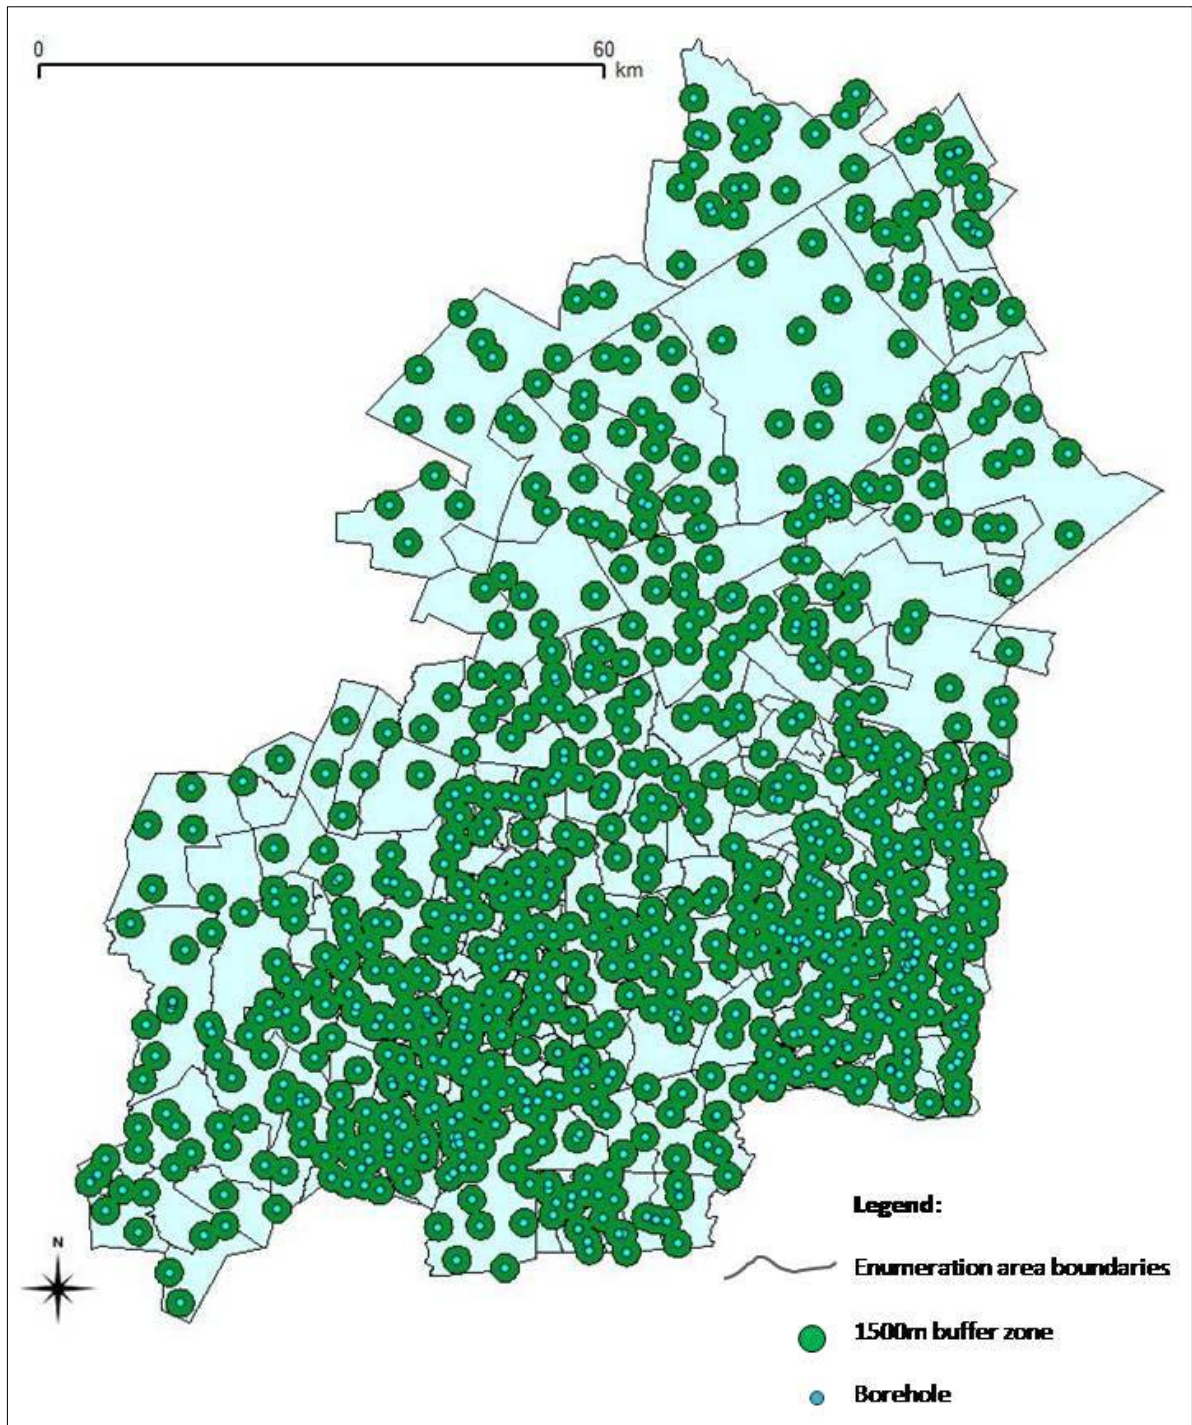 0 60
km
N
Legend:
Enumeration area boundaries
1500m buffer zone
Borehole